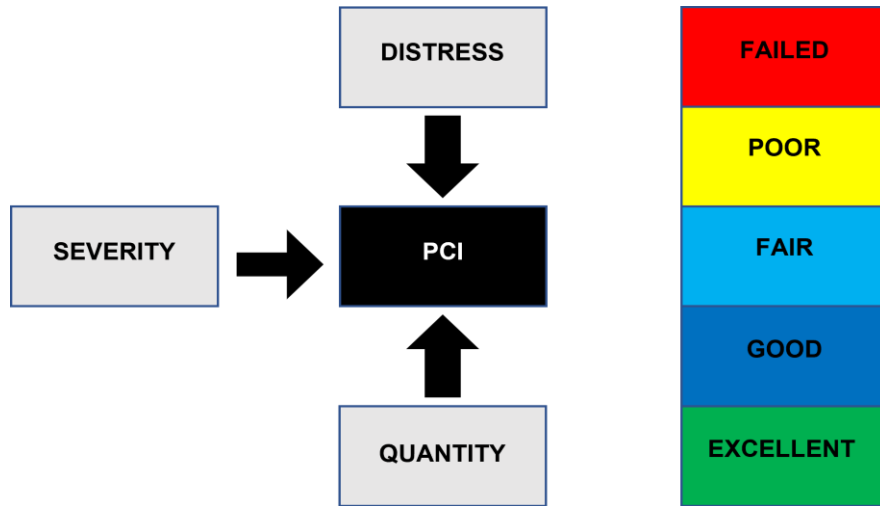 DISTRESS
SEVERITY
PCI
QUANTITY
FAILED
POOR
FAIR
GOOD
EXCELLENT